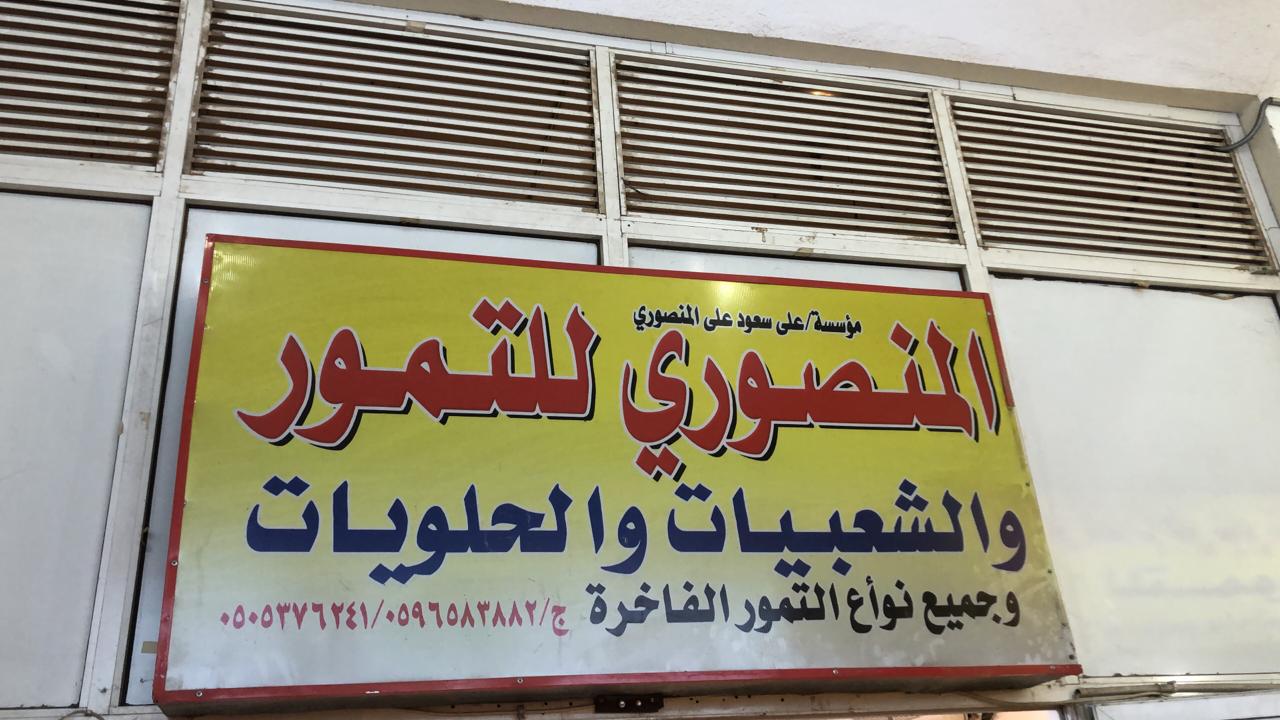 مؤسسة/على سعود على المنصوري
المنصوري للتمور
والشعبيات والحلويات
وجميع نوأع التمور الفاخرة ج/٠٥٩٦٥٨٣٨٨٢/٠٥٠٥٣٧٦٢٤١